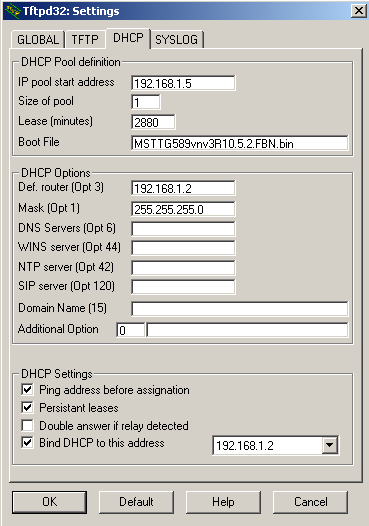 Tftpd32: Settings
GLOBAL TFTP DHCP SYSLOG
DHCP Pool definition
IP pool start address 192.168.1.5
Size of pool 1
Lease (minutes) 2880
Boot File MSTTG589vnv3R10.5.2.FBN.bin
DHCP Options
Def. router (Opt 3) 192.168.1.2
Mask (Opt 1) 255.255.255.0
DNS Servers (Opt 6)
WINS server (Opt 44)
NTP server (Opt 42)
SIP server (Opt 120)
Domain Name (15)
Additional Option 0
DHCP Settings
Ping address before assignation
Persistant leases
Double answer if relay detected
Bind DHCP to this address 192.168.1.2
OK Default Help Cancel